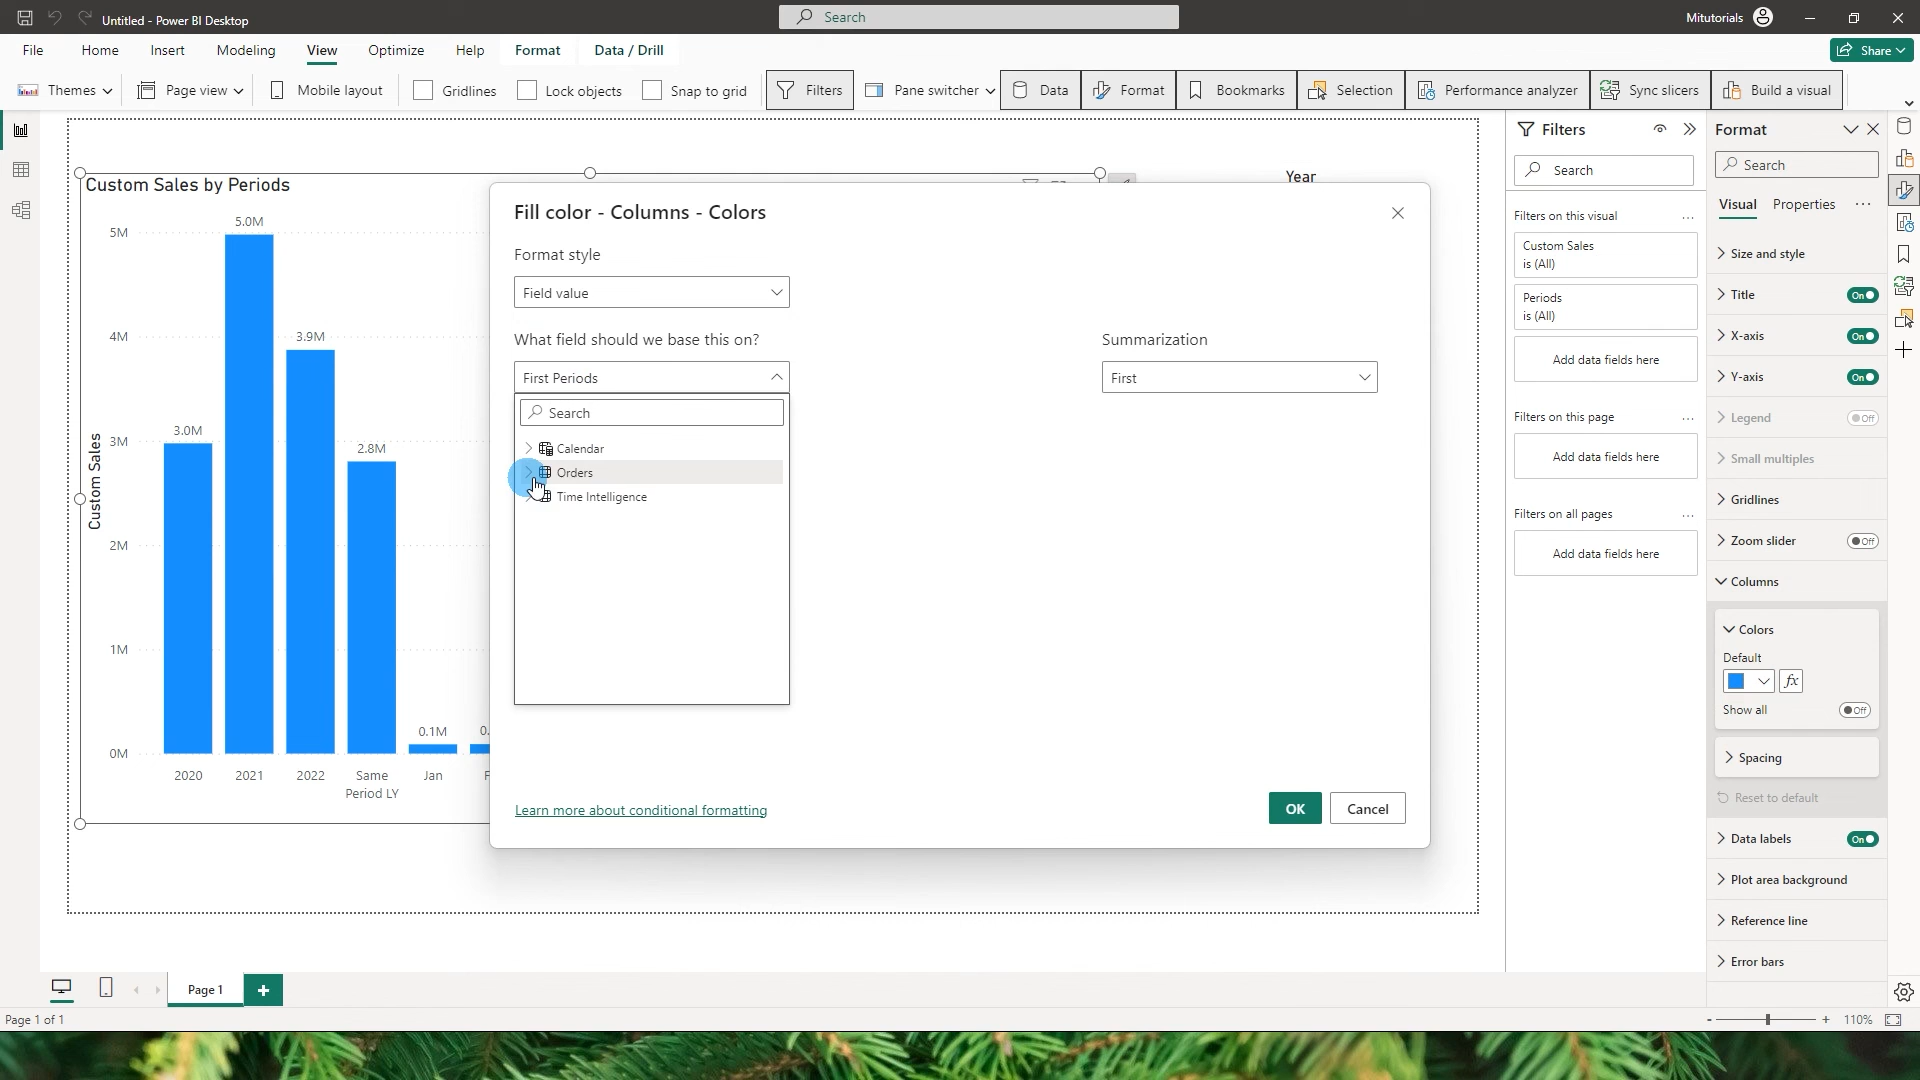 Untitled - Power BI Desktop
Search
Mitutorials
File
Home
Insert
Modeling
View
Optimize
Help
Format
Data / Drill
Share
Themes
Page view
Mobile layout
Gridlines
Lock objects
Snap to grid
Filters
Pane switcher
Data
Format
Bookmarks
Selection
Performance analyzer
Sync slicers
Build a visual
Custom Sales by Periods
Year
5.0M
5M
3.9M
4M
3.0M
3M
2.8M
Custom Sales
2M
1M
0.1M
0.
0M
2020
2021
2022
Same
Period LY
Jan
F
Fill color - Columns - Colors
Format style
Field value
What field should we base this on?
Summarization
First Periods
First
Search
Calendar
Orders
Time Intelligence
Learn more about conditional formatting
OK
Cancel
Filters
Search
Filters on this visual
...
Custom Sales
is (All)
Periods
is (All)
Add data fields here
Filters on this page
...
Add data fields here
Filters on all pages
...
Add data fields here
Format
Search
Visual
Properties
...
Size and style
Title
On
X-axis
On
Y-axis
On
Legend
Off
Small multiples
Gridlines
Zoom slider
Off
Columns
Colors
Default
fx
Show all
Off
Spacing
Reset to default
Data labels
On
Plot area background
Reference line
Error bars
Page 1
+
Page 1 of 1
-
+
110%